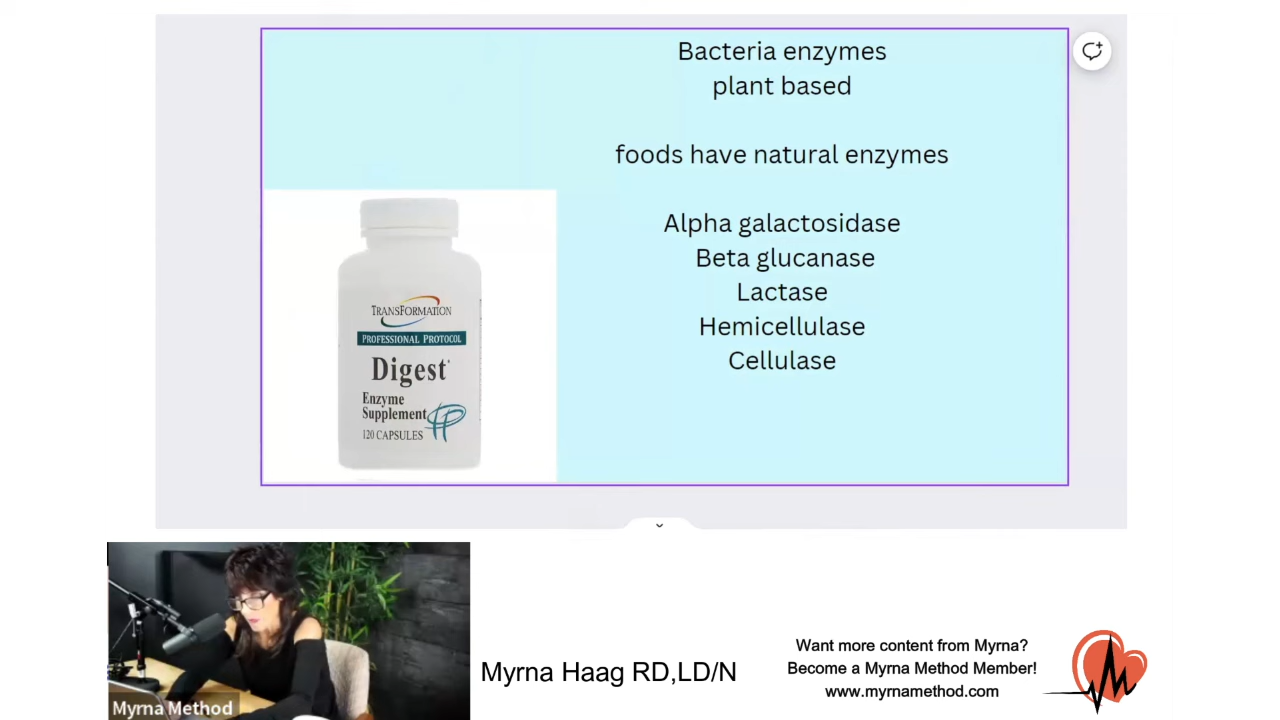 Bacteria enzymes
plant based
foods have natural enzymes
Alpha galactosidase
Beta glucanase
Lactase
Hemicellulase
Cellulase
TRANSFORMATION
PROFESSIONAL PROTOCOL
Digest*
Enzyme
Supplement
120 CAPSULES
Myrna Method
Myrna Haag RD,LD/N
Want more content from Myrna?
Become a Myrna Method Member!
www.myrnamethod.com